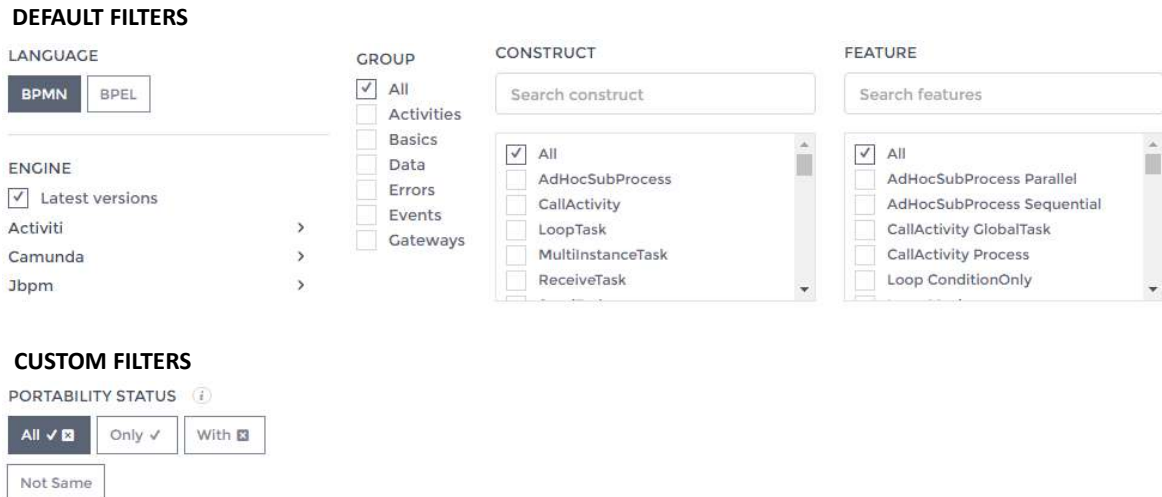 DEFAULT FILTERS
LANGUAGE
BPMN
BPEL
ENGINE
Latest versions
Activiti
Camunda
Jbpm
GROUP
All
Activities
Basics
Data
Errors
Events
Gateways
CONSTRUCT
Search construct
All
AdHocSubProcess
CallActivity
LoopTask
MultiInstanceTask
ReceiveTask
FEATURE
Search features
All
AdHocSubProcess Parallel
AdHocSubProcess Sequential
CallActivity GlobalTask
CallActivity Process
Loop ConditionOnly
CUSTOM FILTERS
PORTABILITY STATUS i
All ✓ x
Only ✓
With x
Not Same